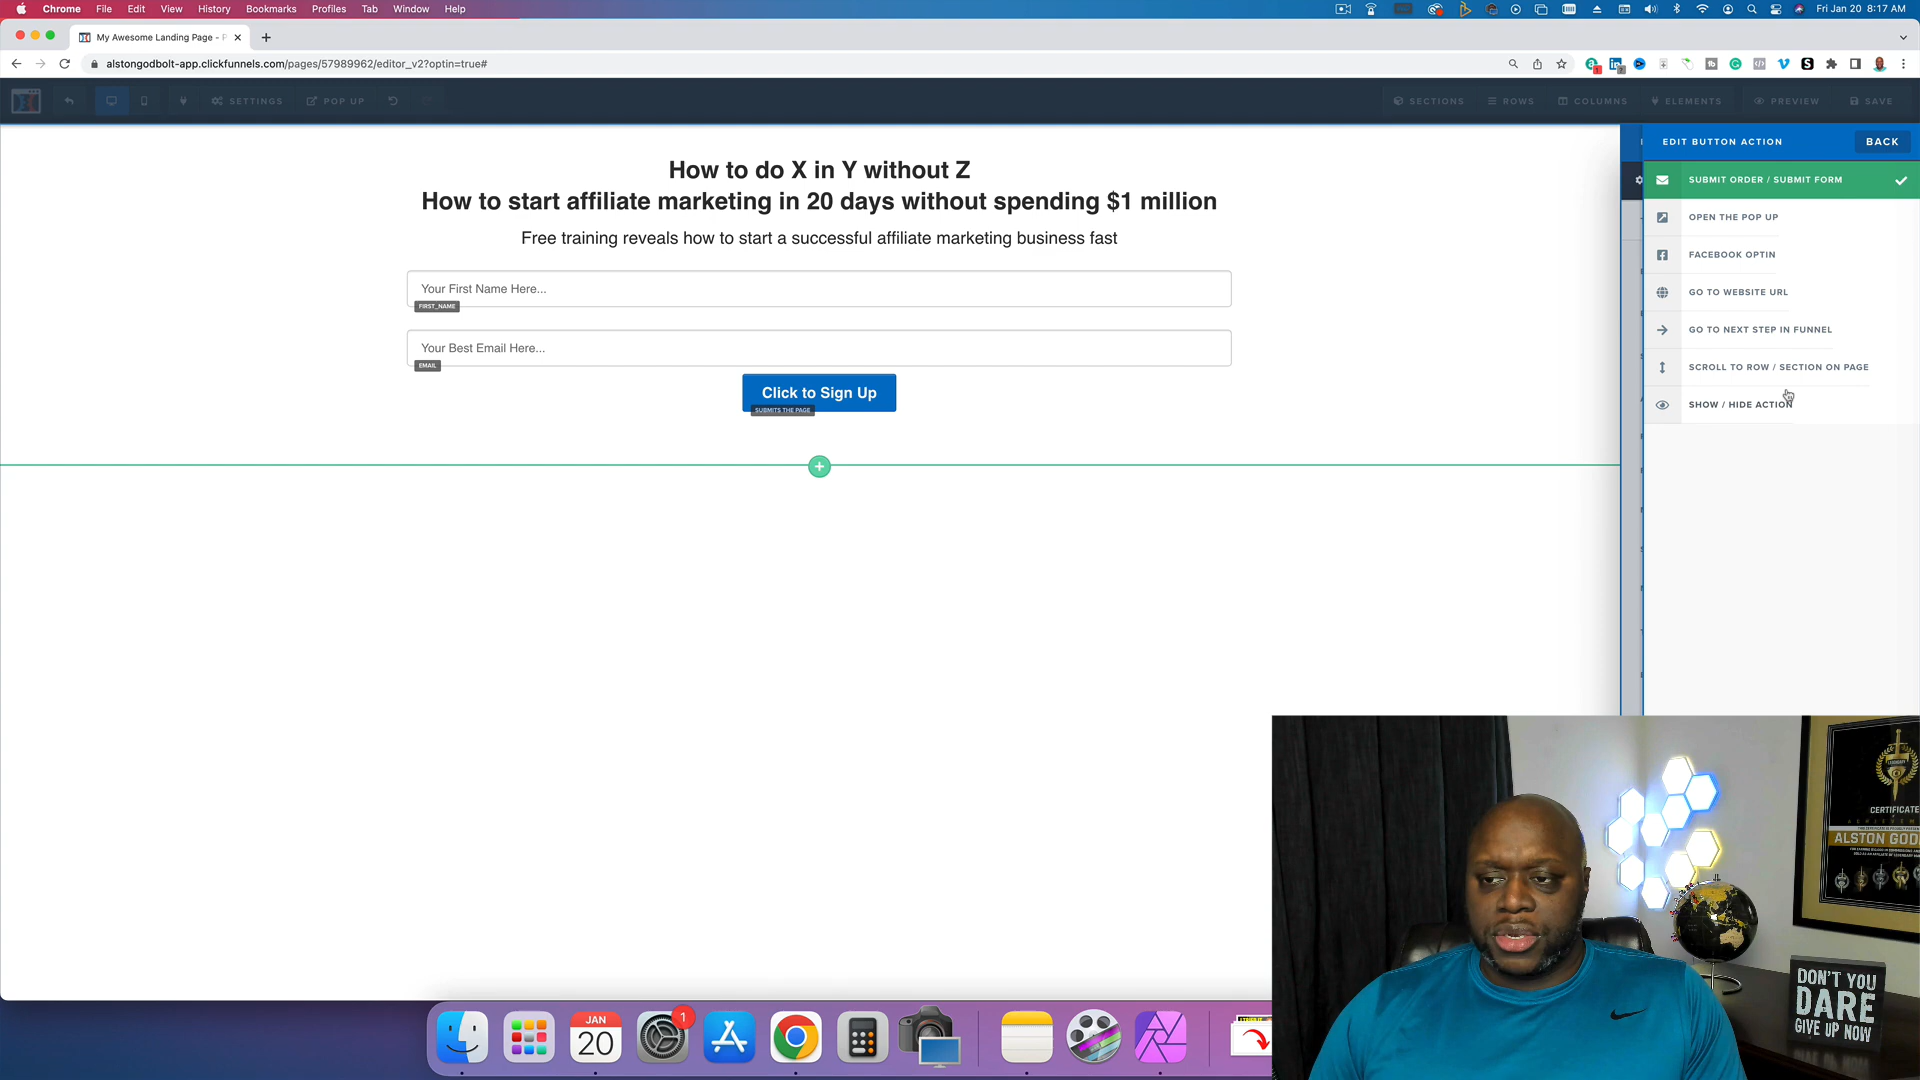 Chrome File Edit View History Bookmarks Profiles Tab Window Help
Fri Jan 20 8:17 AM
My Awesome Landing Page -
alstongodbolt-app.clickfunnels.com/pages/57989962/editor_v2?optin=true#
SETTINGS POP UP
SECTIONS ROWS COLUMNS ELEMENTS PREVIEW SAVE
EDIT BUTTON ACTION
BACK
SUBMIT ORDER / SUBMIT FORM
OPEN THE POP UP
FACEBOOK OPTIN
GO TO WEBSITE URL
GO TO NEXT STEP IN FUNNEL
SCROLL TO ROW / SECTION ON PAGE
SHOW / HIDE ACTION
How to do X in Y without Z
How to start affiliate marketing in 20 days without spending $1 million
Free training reveals how to start a successful affiliate marketing business fast
Your First Name Here...
FIRST_NAME
Your Best Email Here...
EMAIL
Click to Sign Up
SUBMITS THE PAGE
JAN
20
1
CERTIFICATE
ALSTON GOD
DON'T YOU
DARE
GIVE UP NOW